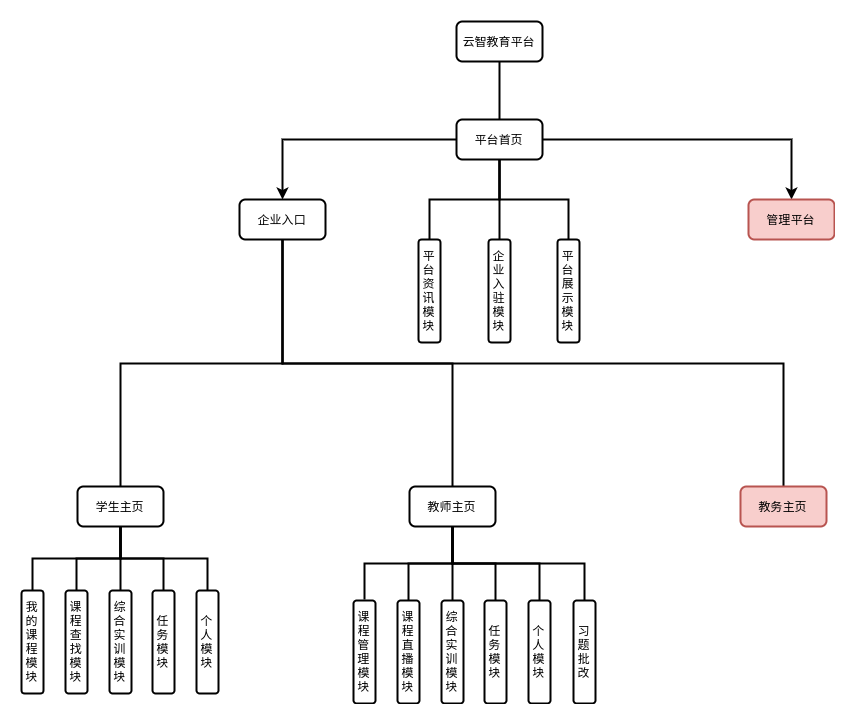 云智教育平台
平台首页
企业入口
管理平台
平台资讯模块
企业入驻模块
平台展示模块
学生主页
教师主页
教务主页
我的课程模块
课程查找模块
综合实训模块
任务模块
个人模块
课程管理模块
课程直播模块
综合实训模块
任务模块
个人模块
习题批改